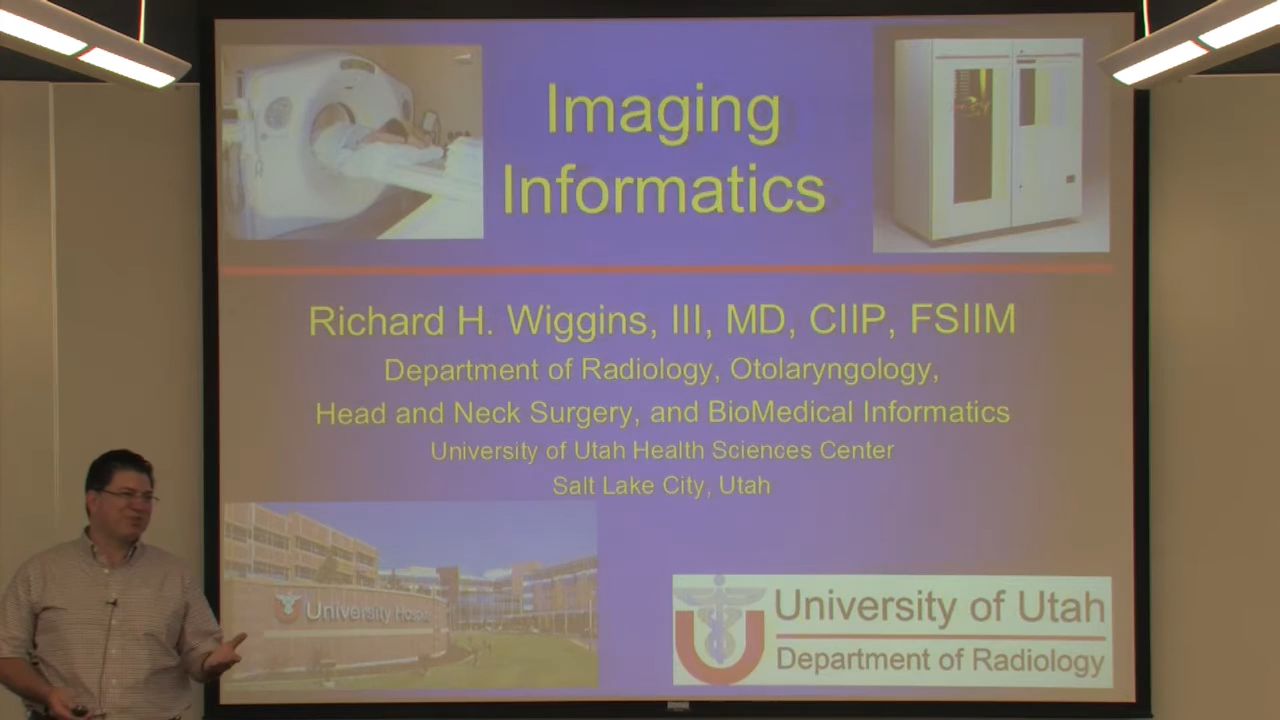 Imaging
Informatics
Richard H. Wiggins, III, MD, CIIP, FSIIM
Department of Radiology, Otolaryngology,
Head and Neck Surgery, and BioMedical Informatics
University of Utah Health Sciences Center
Salt Lake City, Utah
University
University of Utah
Department of Radiology